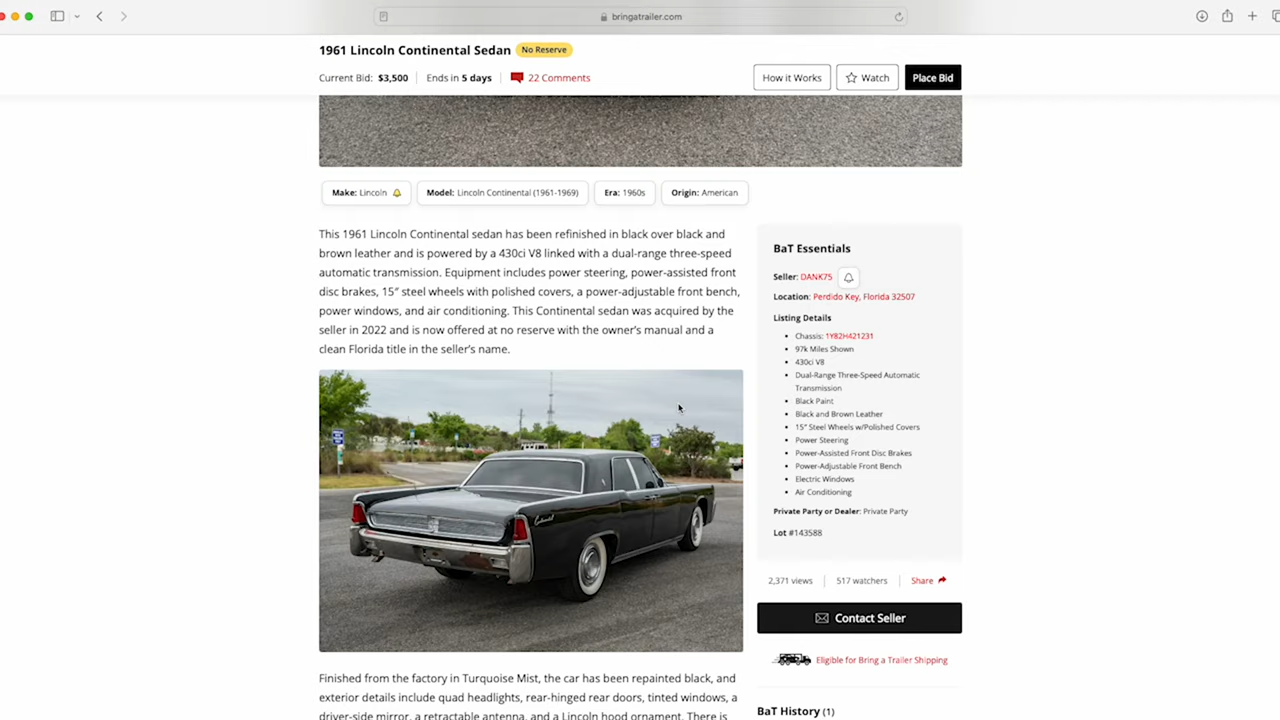 bringatrailer.com
1961 Lincoln Continental Sedan No Reserve
Current Bid: $3,500 Ends in 5 days 22 Comments
How it Works Watch Place Bid
Make: Lincoln Model: Lincoln Continental (1961-1969) Era: 1960s Origin: American
This 1961 Lincoln Continental sedan has been refinished in black over black and
brown leather and is powered by a 430ci V8 linked with a dual-range three-speed
automatic transmission. Equipment includes power steering, power-assisted front
disc brakes, 15″ steel wheels with polished covers, a power-adjustable front bench,
power windows, and air conditioning. This Continental sedan was acquired by the
seller in 2022 and is now offered at no reserve with the owner's manual and a
clean Florida title in the seller's name.
Continental
Finished from the factory in Turquoise Mist, the car has been repainted black, and
exterior details include quad headlights, rear-hinged rear doors, tinted windows, a
driver-side mirror, a retractable antenna, and a Lincoln hood ornament. There is
BaT Essentials
Seller: DANK75
Location: Perdido Key, Florida 32507
Listing Details
Chassis: 1Y82H421231
97k Miles Shown
430ci V8
Dual-Range Three-Speed Automatic
Transmission
Black Paint
Black and Brown Leather
15″ Steel Wheels w/Polished Covers
Power Steering
Power-Assisted Front Disc Brakes
Power-Adjustable Front Bench
Electric Windows
Air Conditioning
Private Party or Dealer: Private Party
Lot #143588
2,371 views 517 watchers Share
Contact Seller
Eligible for Bring a Trailer Shipping
BaT History (1)